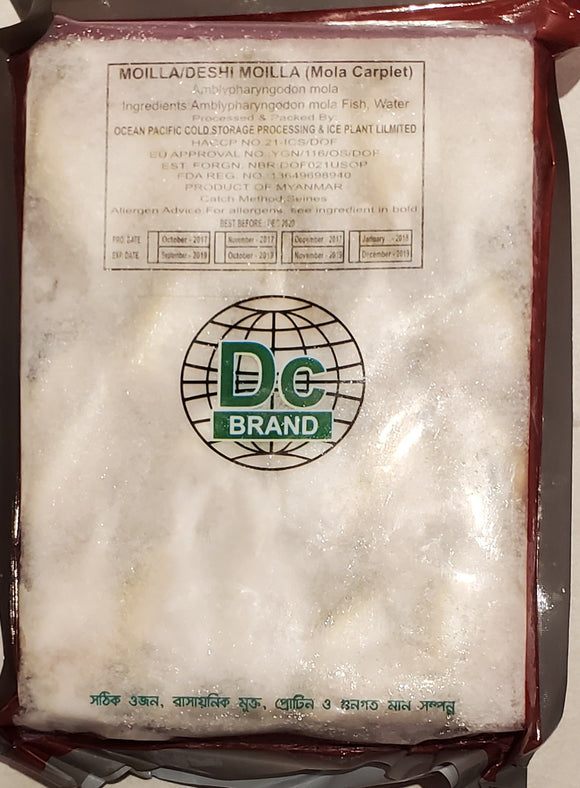 MOILLA/DESHI MOILLA (Mola Carplet)
Amblypharyngodon mola
Ingredients Amblypharyngodon mola Fish, Water
Processed & Packed By:
OCEAN PACIFIC COLD STORAGE PROCESSING & ICE PLANT LILMITED
HACCP NO.21-ICS/DOF
EU APPROVAL NO. YGN/116/OS/DOF
EST. FORGN. NBR:DOF021USOP
FDA REG. NO.:13649698940
PRODUCT OF MYANMAR
Catch Method Seines
Allergen Advice For allergens, see ingredient in bold
BEST BEFORE: DEC 2020
PRO. DATE October - 2017 November - 2017 December - 2017 January - 2018
EXP. DATE September - 2019 October - 2019 November - 2019 December - 2019
Dc
BRAND
সঠিক ওজন, রাসায়নিক মুক্ত, প্রোটিন ও গুনগত মান সম্পন্ন